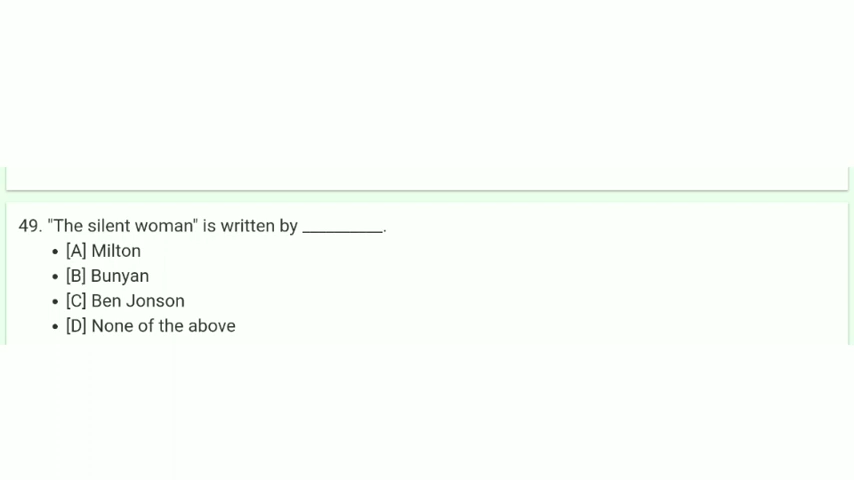 49. "The silent woman" is written by _________.
• [A] Milton
• [B] Bunyan
• [C] Ben Jonson
• [D] None of the above